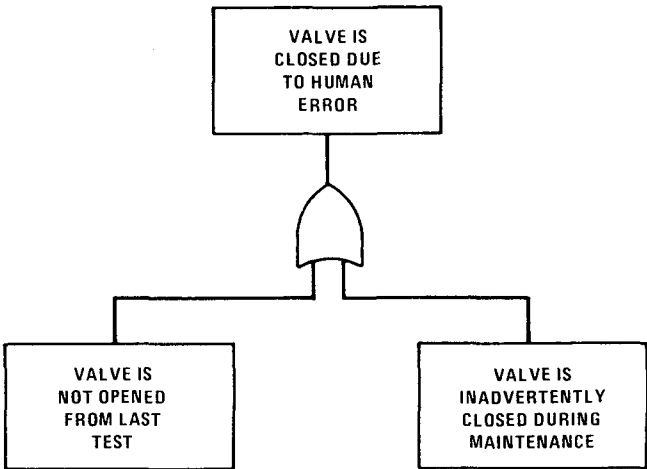 VALVE IS
CLOSED DUE
TO HUMAN
ERROR
VALVE IS
NOT OPENED
FROM LAST
TEST
VALVE IS
INADVERTENTLY
CLOSED DURING
MAINTENANCE